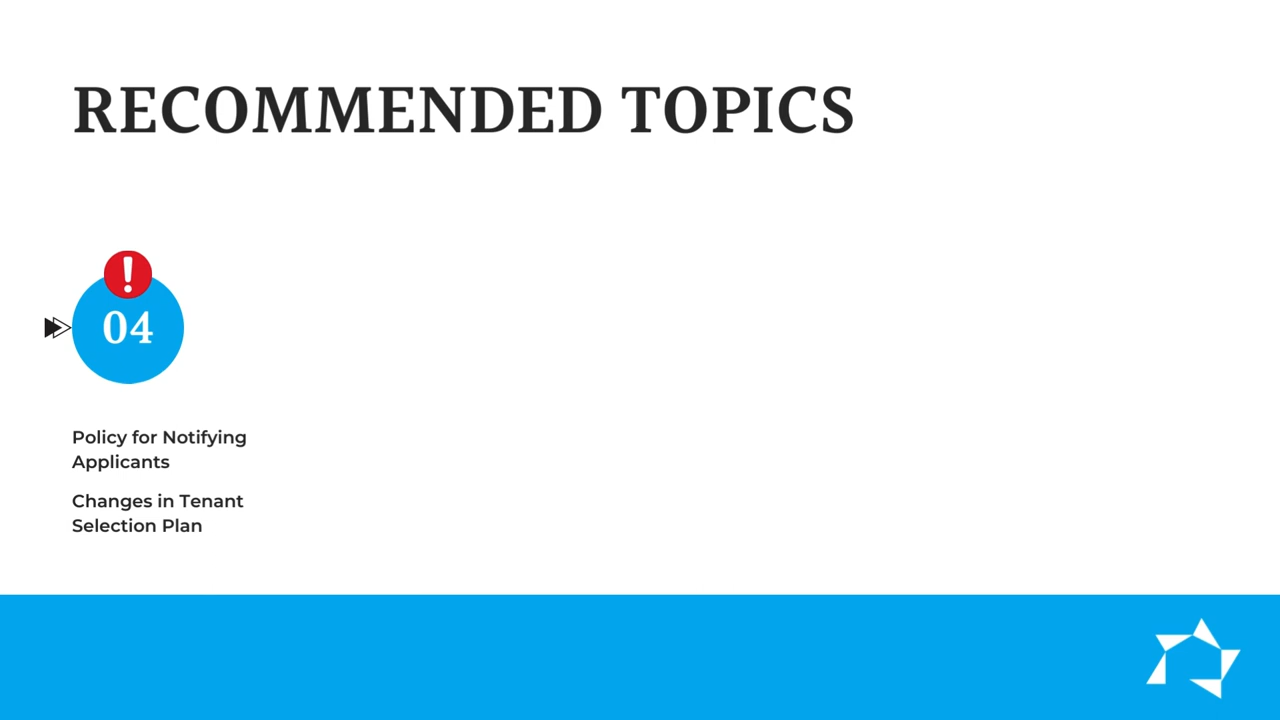 RECOMMENDED TOPICS
!
04
Policy for Notifying
Applicants
Changes in Tenant
Selection Plan